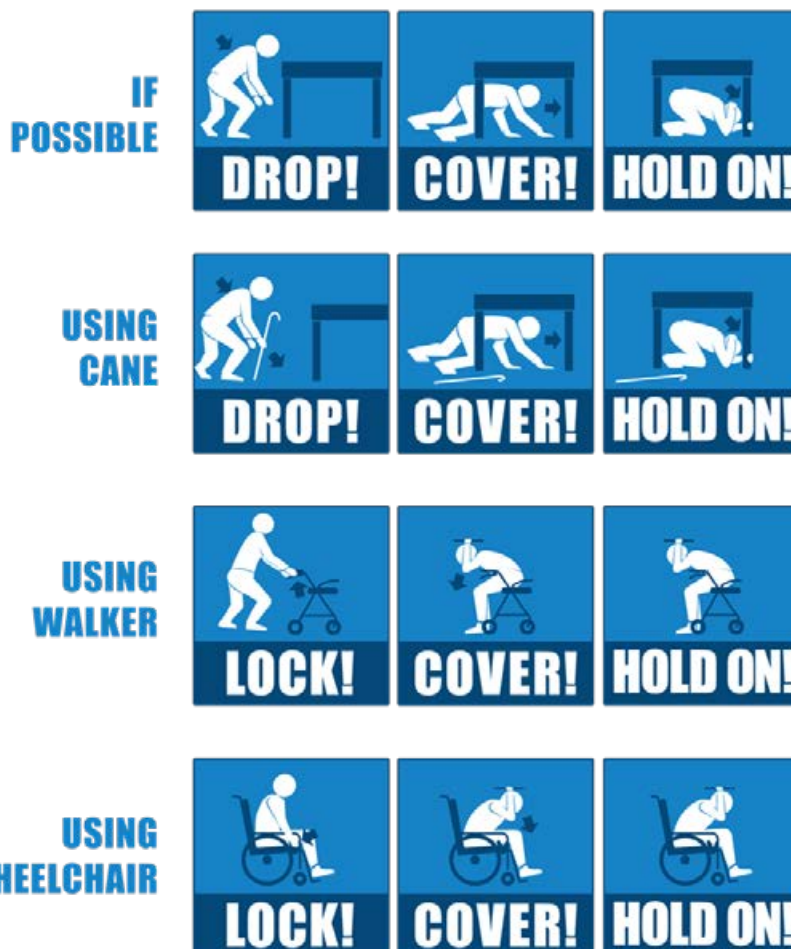 IF
POSSIBLE
DROP! COVER! HOLD ON!
USING
CANE
DROP! COVER! HOLD ON!
USING
WALKER
LOCK! COVER! HOLD ON!
USING
HEELCHAIR
LOCK! COVER! HOLD ON!